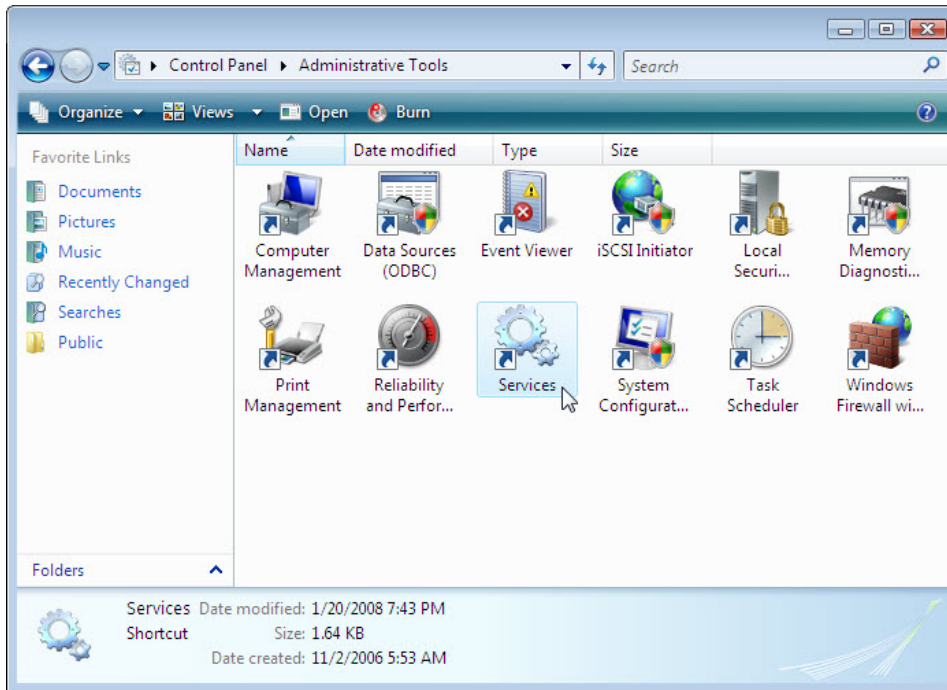 Control Panel Administrative Tools Search
Organize Views Open Burn
Favorite Links
Documents
Pictures
Music
Recently Changed
Searches
Public
Folders
Name Date modified Type Size
Computer Management
Data Sources (ODBC)
Event Viewer
iSCSI Initiator
Local Securi...
Memory Diagnosti...
Print Management
Reliability and Perfor...
Services
System Configurat...
Task Scheduler
Windows Firewall wi...
Services Date modified: 1/20/2008 7:43 PM
Shortcut Size: 1.64 KB
Date created: 11/2/2006 5:53 AM